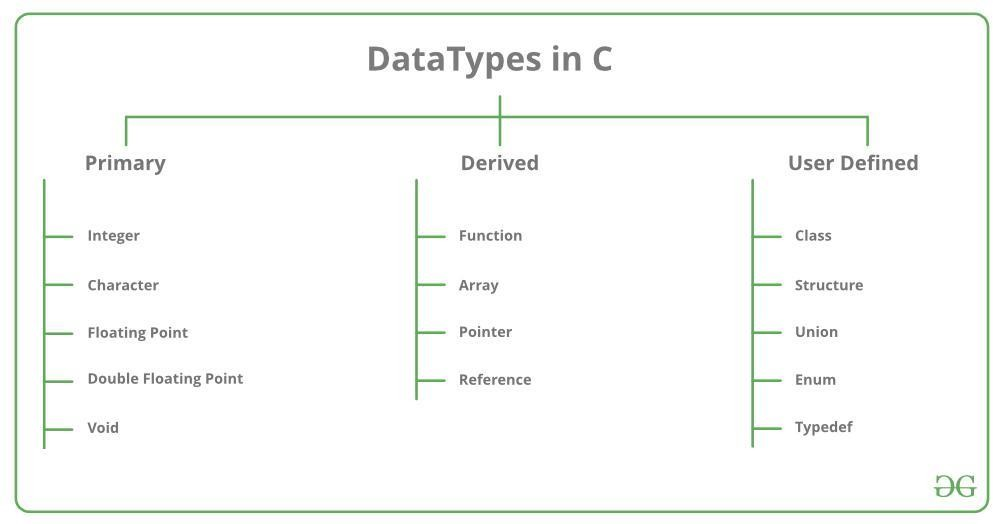 DataTypes in C
Primary
Integer
Character
Floating Point
Double Floating Point
Void
Derived
Function
Array
Pointer
Reference
User Defined
Class
Structure
Union
Enum
Typedef